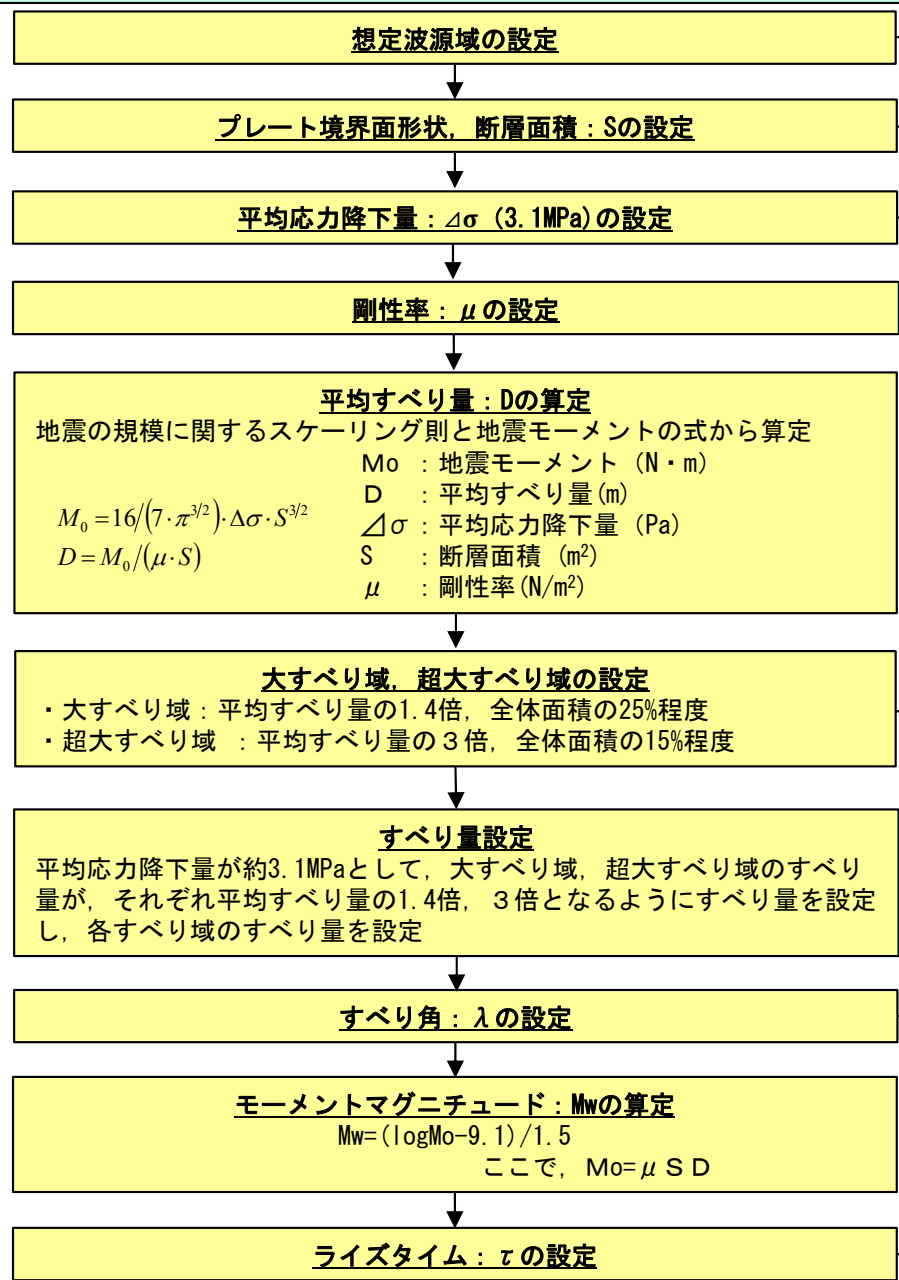 想定波源域の設定
プレート境界面形状，断層面積：Sの設定
平均応力降下量：⊿σ (3.1MPa)の設定
剛性率：μの設定
平均すべり量：Dの算定
地震の規模に関するスケーリング則と地震モーメントの式から算定
Mo ：地震モーメント（N・m）
D ：平均すべり量(m)
⊿σ：平均応力降下量（Pa）
S ：断層面積（m²）
μ ：剛性率(N/m²)
M₀ = 16/(7・π^{3/2})・Δσ・S^{3/2}
D = M₀/(μ・S)
大すべり域，超大すべり域の設定
・大すべり域：平均すべり量の1.4倍，全体面積の25%程度
・超大すべり域 ：平均すべり量の３倍，全体面積の15%程度
すべり量設定
平均応力降下量が約3.1MPaとして，大すべり域，超大すべり域のすべり
量が，それぞれ平均すべり量の1.4倍，３倍となるようにすべり量を設定
し，各すべり域のすべり量を設定
すべり角：λの設定
モーメントマグニチュード：Mwの算定
Mw=(logMo-9.1)/1.5
ここで，Mo=μＳＤ
ライズタイム：τの設定